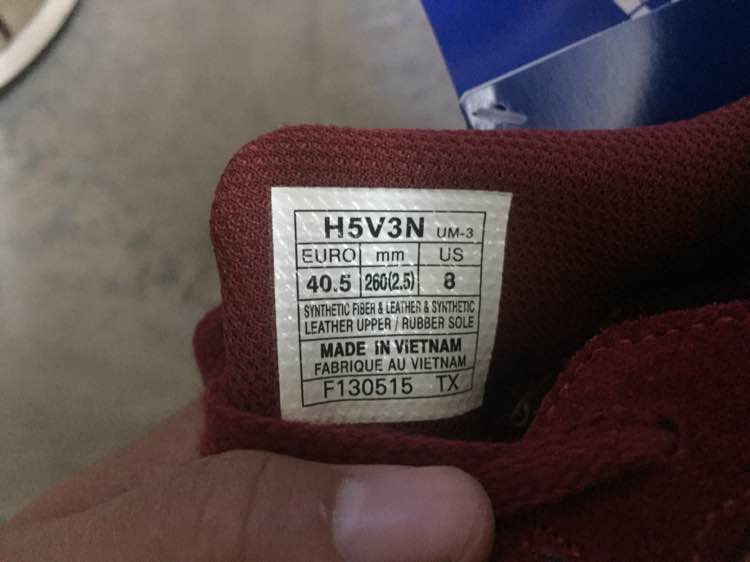 H5V3N UM-3
EURO mm US
40.5 260(2.5) 8
SYNTHETIC FIBER & LEATHER & SYNTHETIC
LEATHER UPPER / RUBBER SOLE
MADE IN VIETNAM
FABRIQUE AU VIETNAM
F130515 TX